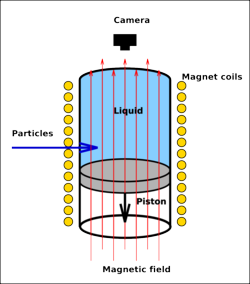 Camera
Magnet coils
Liquid
Particles
Piston
Magnetic field